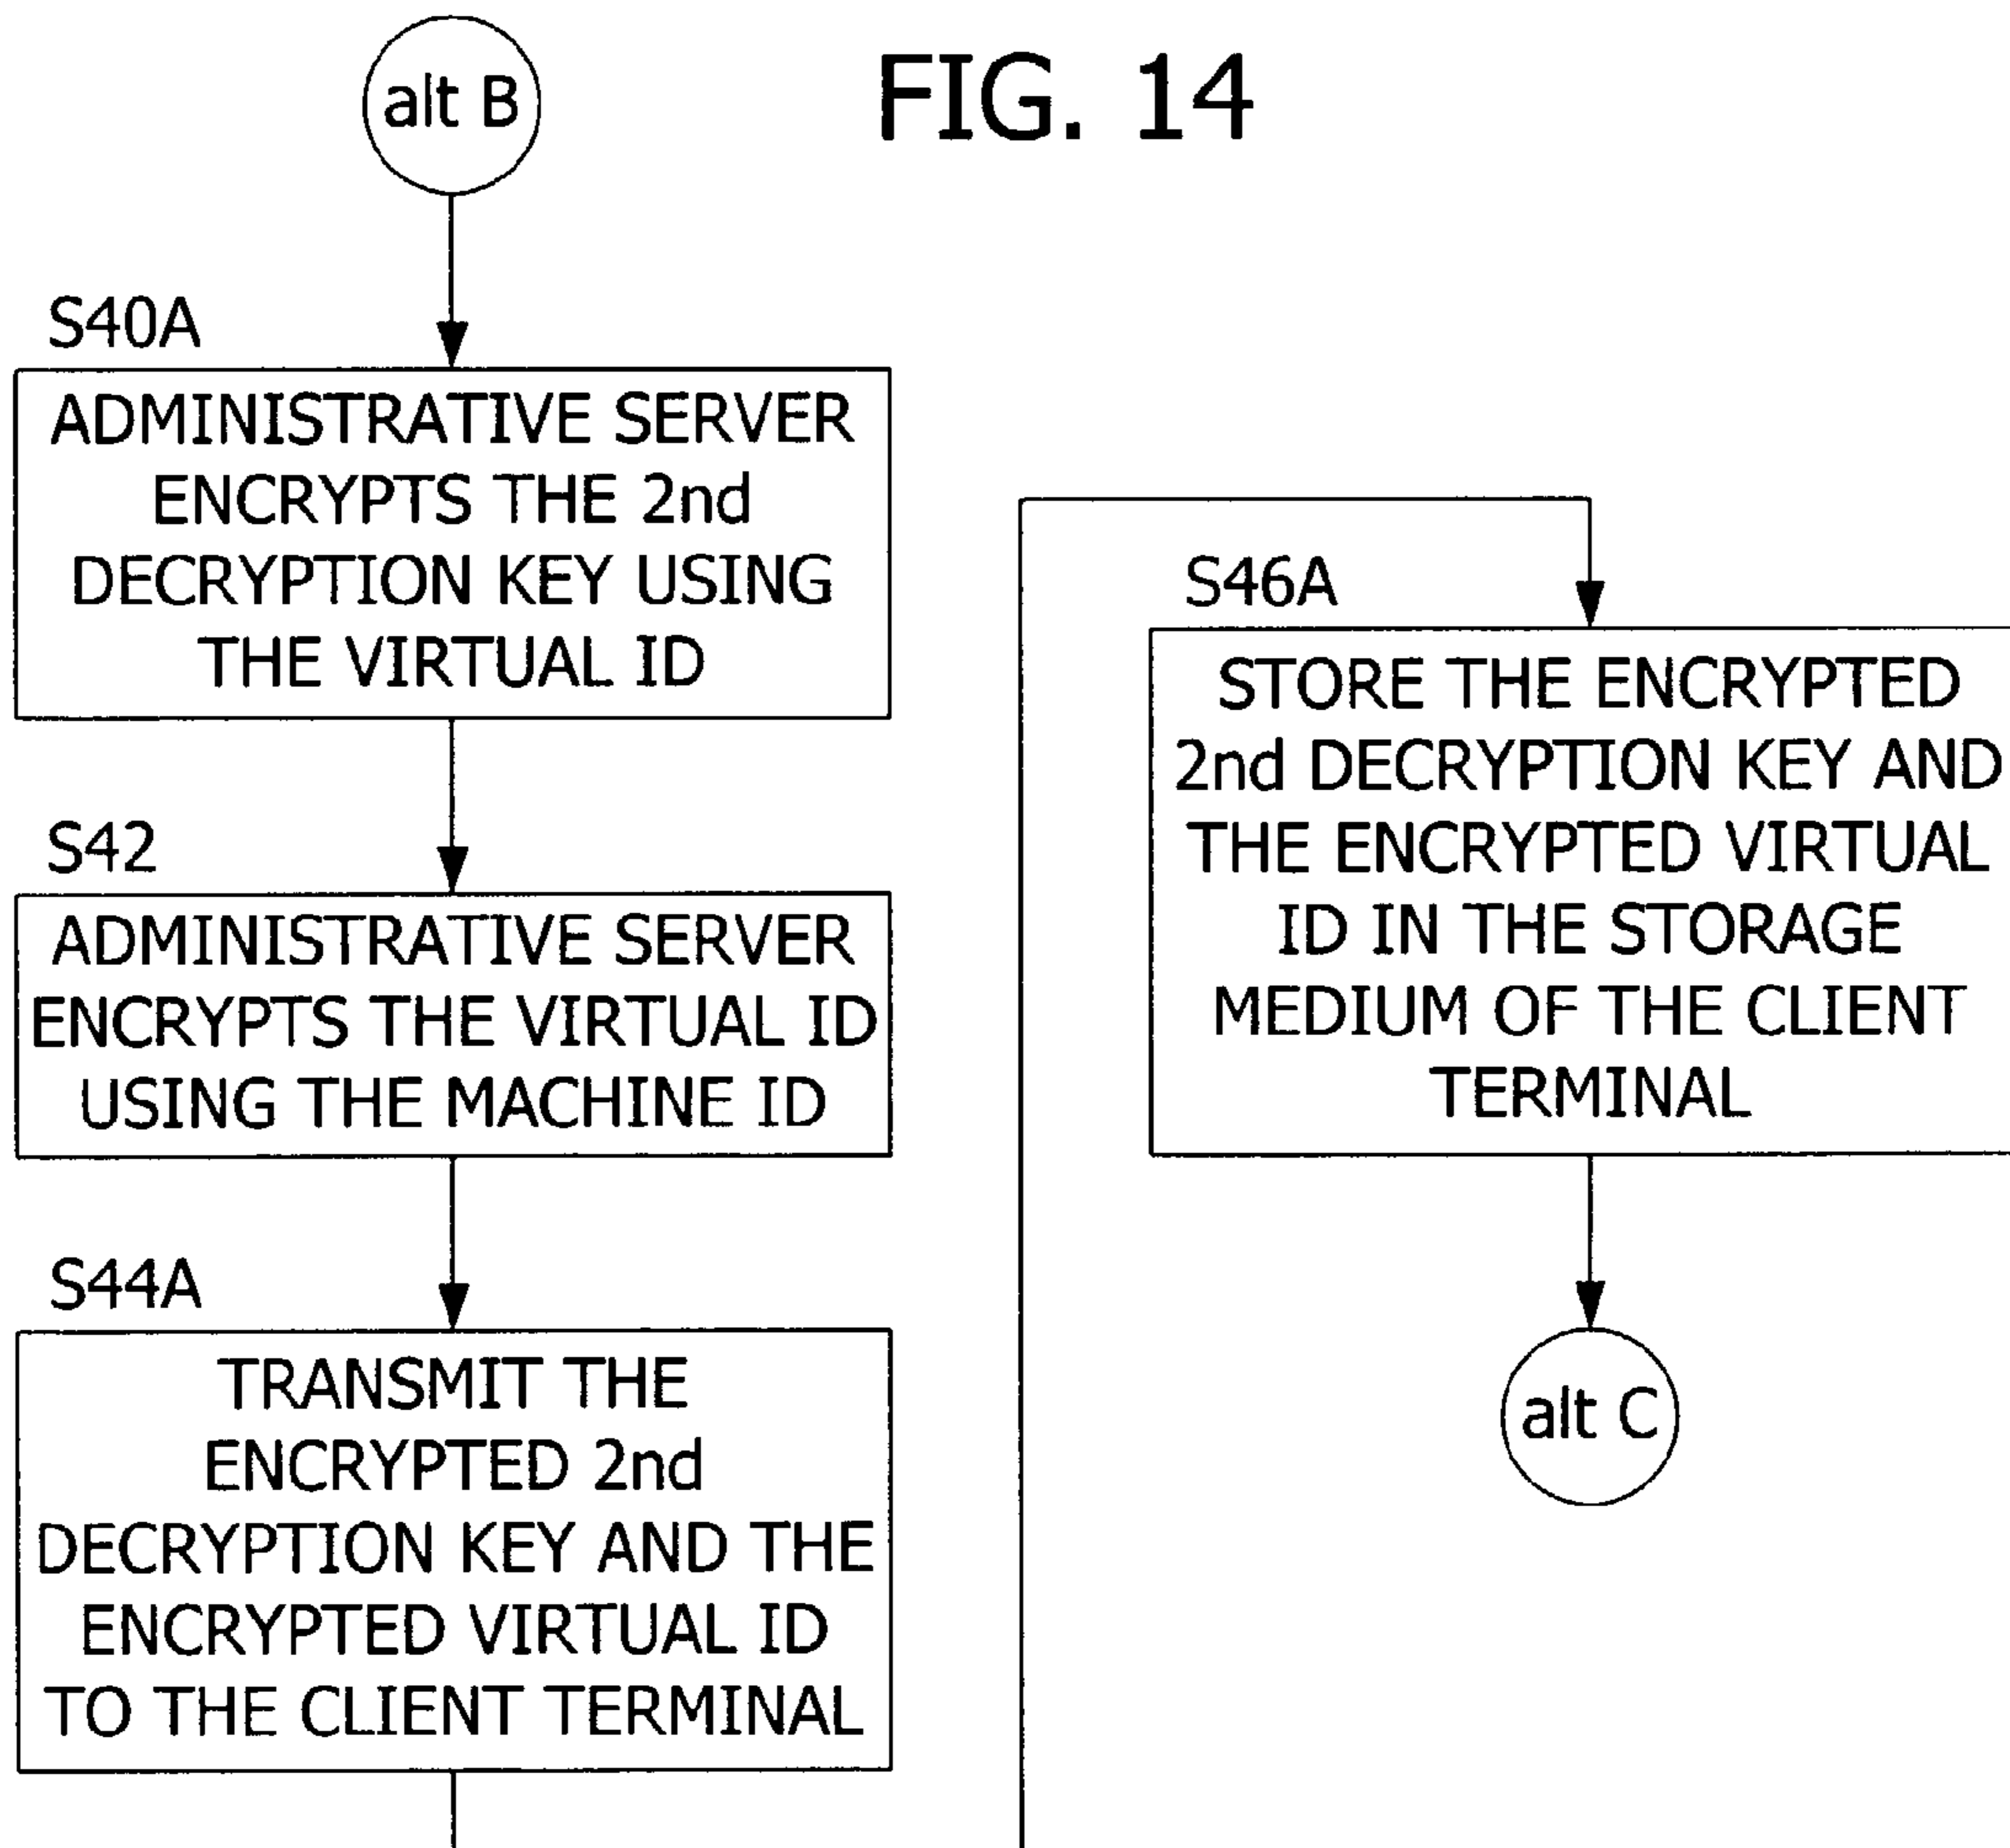 FIG. 14
alt B
S40A
ADMINISTRATIVE SERVER
ENCRYPTS THE 2nd
DECRYPTION KEY USING
THE VIRTUAL ID
S42
ADMINISTRATIVE SERVER
ENCRYPTS THE VIRTUAL ID
USING THE MACHINE ID
S44A
TRANSMIT THE
ENCRYPTED 2nd
DECRYPTION KEY AND THE
ENCRYPTED VIRTUAL ID
TO THE CLIENT TERMINAL
S46A
STORE THE ENCRYPTED
2nd DECRYPTION KEY AND
THE ENCRYPTED VIRTUAL
ID IN THE STORAGE
MEDIUM OF THE CLIENT
TERMINAL
alt C